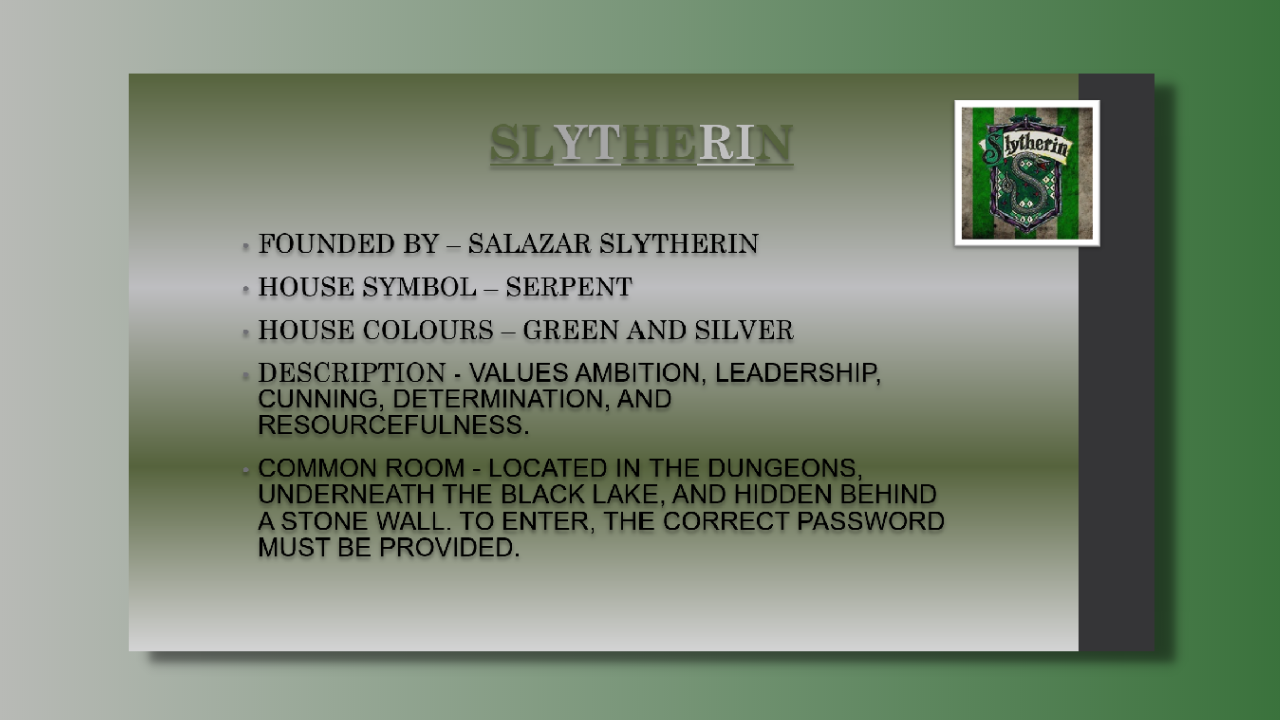 SLYTHERIN
Slytherin
FOUNDED BY – SALAZAR SLYTHERIN
HOUSE SYMBOL – SERPENT
HOUSE COLOURS – GREEN AND SILVER
DESCRIPTION - VALUES AMBITION, LEADERSHIP,
CUNNING, DETERMINATION, AND
RESOURCEFULNESS.
COMMON ROOM - LOCATED IN THE DUNGEONS,
UNDERNEATH THE BLACK LAKE, AND HIDDEN BEHIND
A STONE WALL. TO ENTER, THE CORRECT PASSWORD
MUST BE PROVIDED.